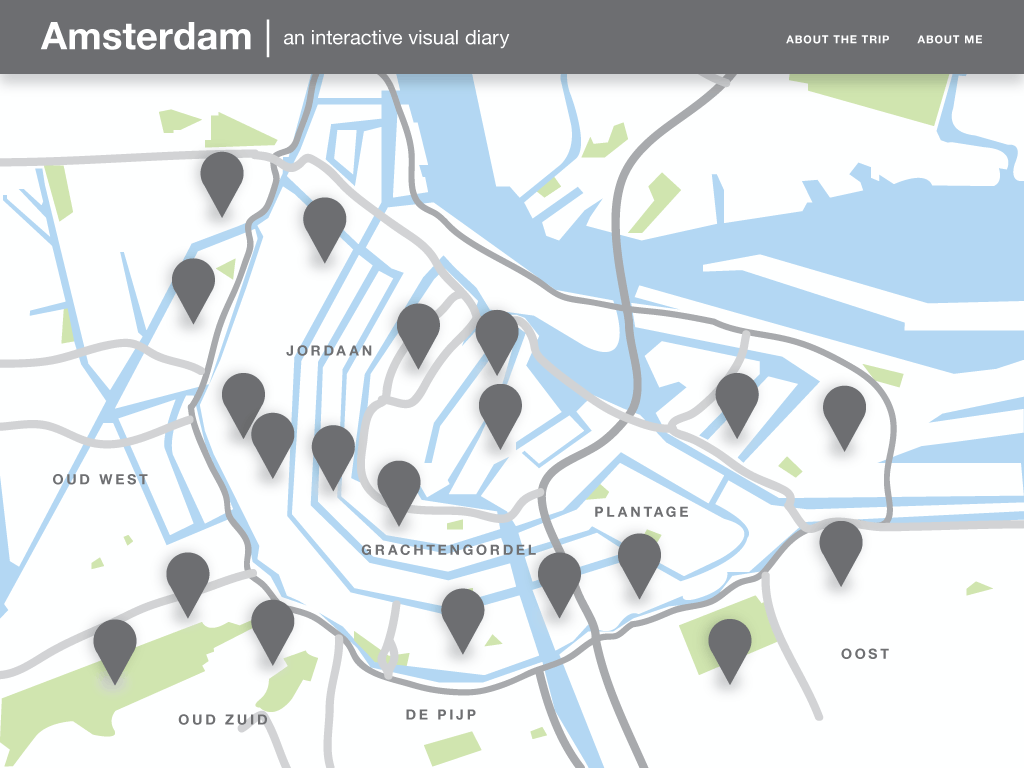 Amsterdam | an interactive visual diary
ABOUT THE TRIP
ABOUT ME
JORDAAN
OUD WEST
PLANTAGE
GRACHTENGORDEL
OOST
DE PIJP
OUD ZUID